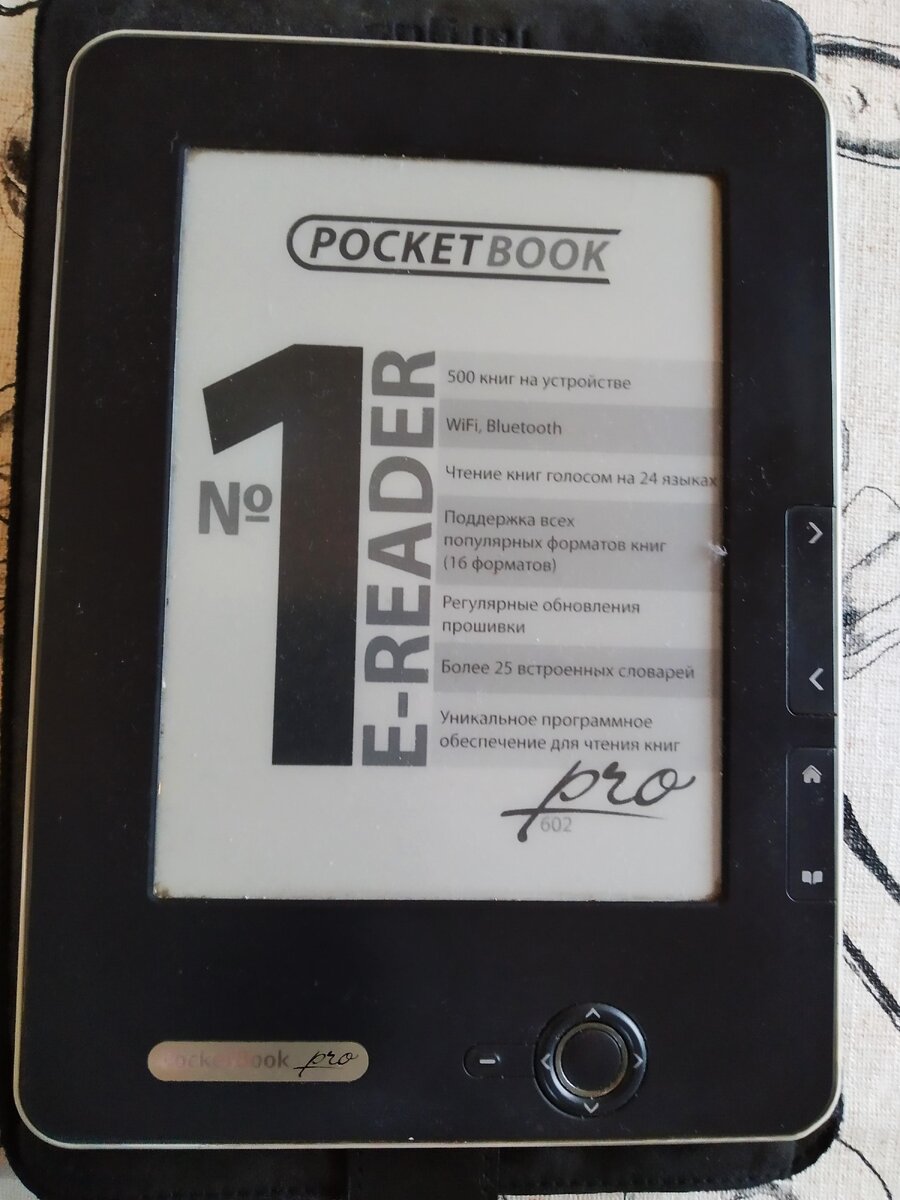 POCKETBOOK
№1
E-READER
500 книг на устройстве
WiFi, Bluetooth
Чтение книг голосом на 24 языках
Поддержка всех
популярных форматов книг
(16 форматов)
Регулярные обновления
прошивки
Более 25 встроенных словарей
Уникальное программное
обеспечение для чтения книг
pro
602
PocketBook pro